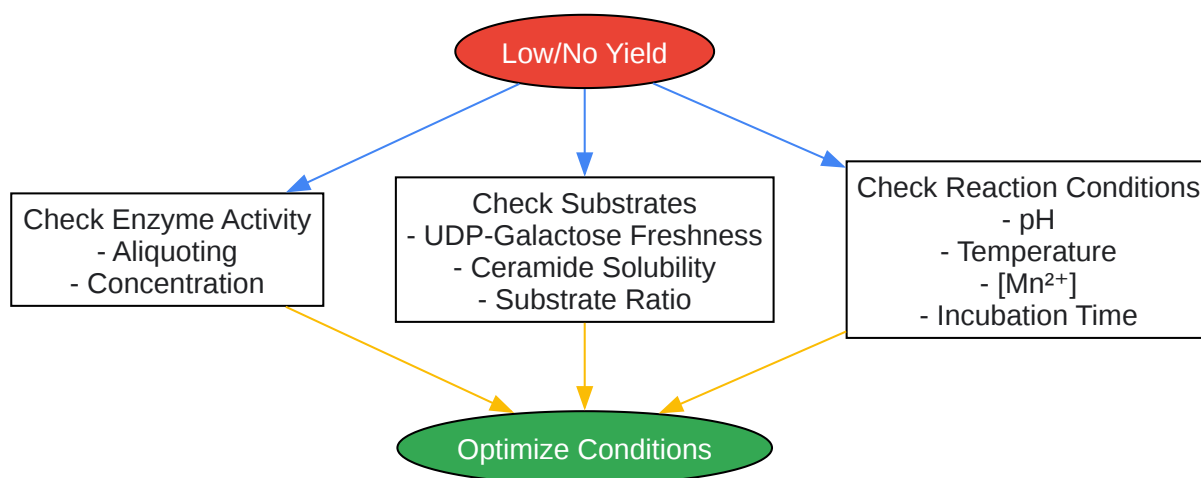 Low/No Yield
Check Enzyme Activity
- Aliquoting
- Concentration
Check Substrates
- UDP-Galactose Freshness
- Ceramide Solubility
- Substrate Ratio
Check Reaction Conditions
- pH
- Temperature
- [Mn²⁺]
- Incubation Time
Optimize Conditions